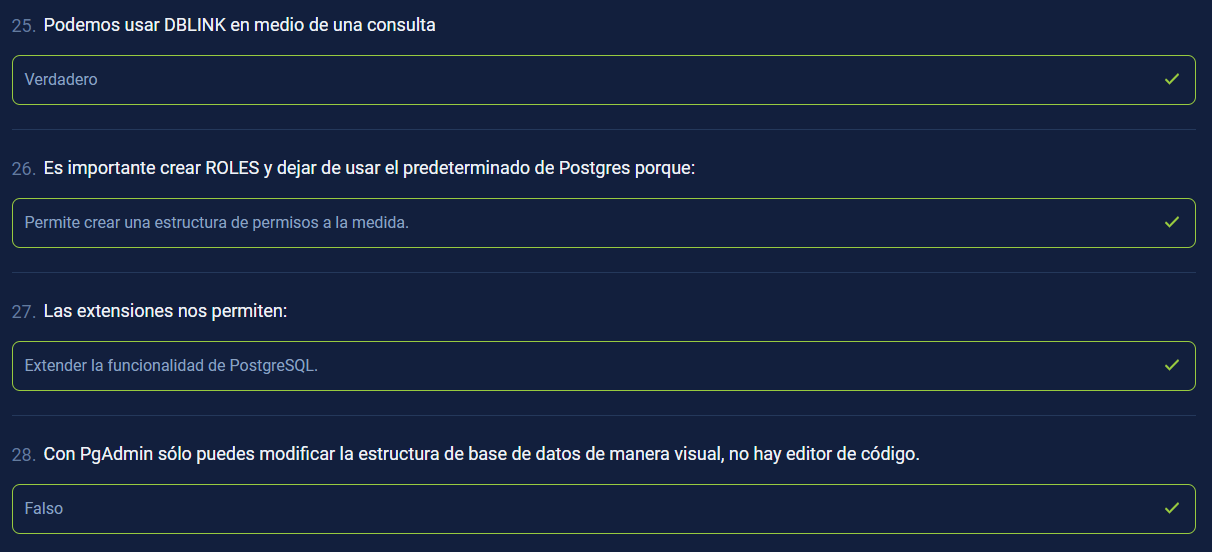 25. Podemos usar DBLINK en medio de una consulta
Verdadero
26. Es importante crear ROLES y dejar de usar el predeterminado de Postgres porque:
Permite crear una estructura de permisos a la medida.
27. Las extensiones nos permiten:
Extender la funcionalidad de PostgreSQL.
28. Con PgAdmin sólo puedes modificar la estructura de base de datos de manera visual, no hay editor de código.
Falso